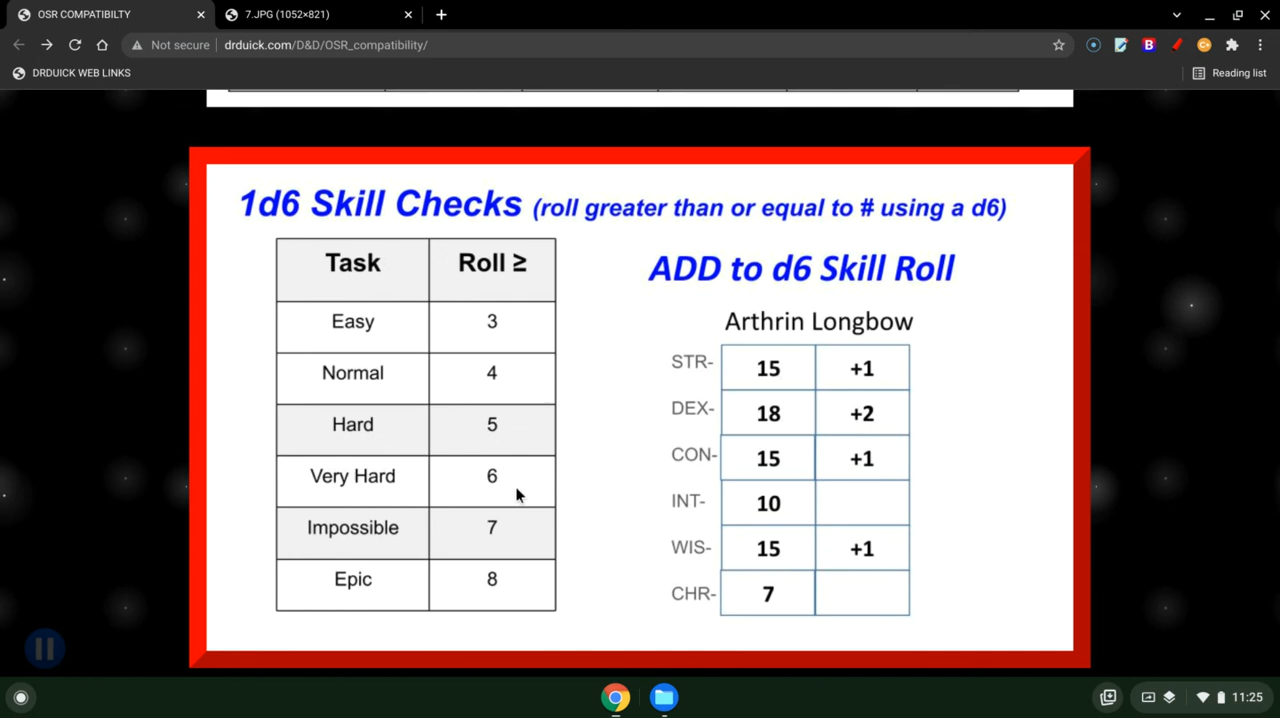 OSR COMPATIBILTY
7.JPG (1052×821)
Not secure drduick.com/D&D/OSR_compatibility/
DRDUICK WEB LINKS
Reading list
1d6 Skill Checks (roll greater than or equal to # using a d6)
Task Roll ≥
Easy 3
Normal 4
Hard 5
Very Hard 6
Impossible 7
Epic 8
ADD to d6 Skill Roll
Arthrin Longbow
STR- 15 +1
DEX- 18 +2
CON- 15 +1
INT- 10
WIS- 15 +1
CHR- 7
11:25